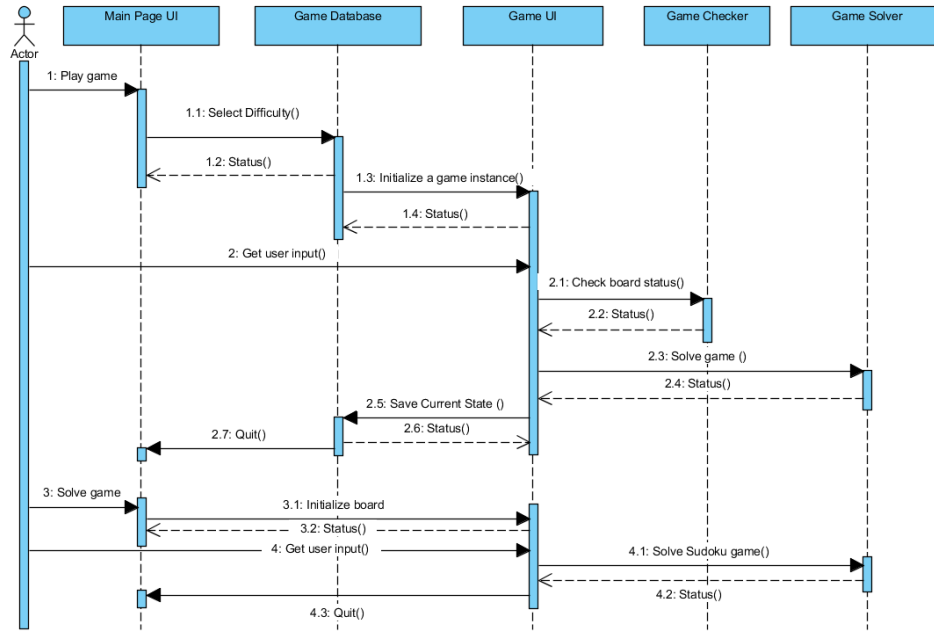 Main Page UI
Game Database
Game UI
Game Checker
Game Solver
Actor
1: Play game
1.1: Select Difficulty()
1.2: Status()
1.3: Initialize a game instance()
1.4: Status()
2: Get user input()
2.1: Check board status()
2.2: Status()
2.3: Solve game ()
2.4: Status()
2.5: Save Current State ()
2.6: Status()
2.7: Quit()
3: Solve game
3.1: Initialize board
3.2: Status()
4: Get user input()
4.1: Solve Sudoku game()
4.2: Status()
4.3: Quit()